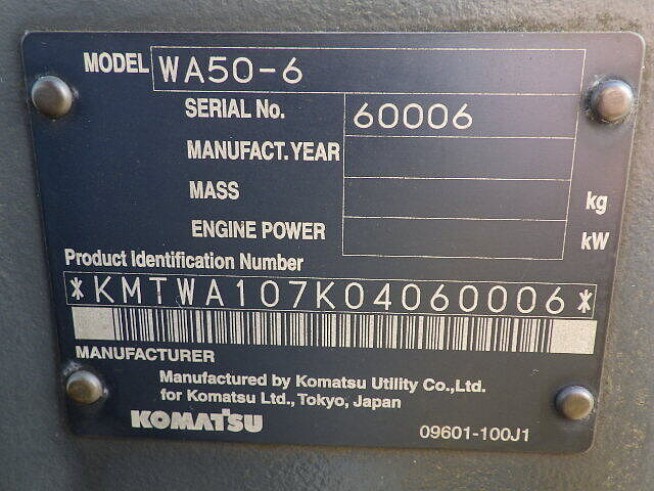 MODEL WA50-6
SERIAL No. 60006
MANUFACT. YEAR
MASS kg
ENGINE POWER kW
Product Identification Number
*KMTWA107K04060006*
MANUFACTURER
Manufactured by Komatsu Utility Co.,Ltd.
for Komatsu Ltd., Tokyo, Japan
KOMATSU
09601-100J1